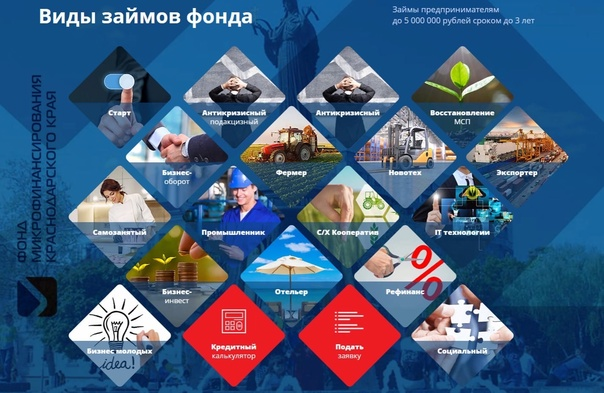 Виды займов фонда
Займы предпринимателям
до 5 000 000 рублей сроком до 3 лет
ФОНД
МИКРОФИНАНСИРОВАНИЯ
КРАСНОДАРСКОГО КРАЯ
Старт
Антикризисный
подакцизный
Антикризисный
Восстановление
МСП
Бизнес-
оборот
Фермер
Новотех
Экспортер
Самозанятый
Промышленник
С/Х Кооператив
IT технологии
Бизнес-
инвест
Отельер
Рефинанс
%
Бизнес молодых
idea!
Кредитный
калькулятор
Подать
заявку
Социальный